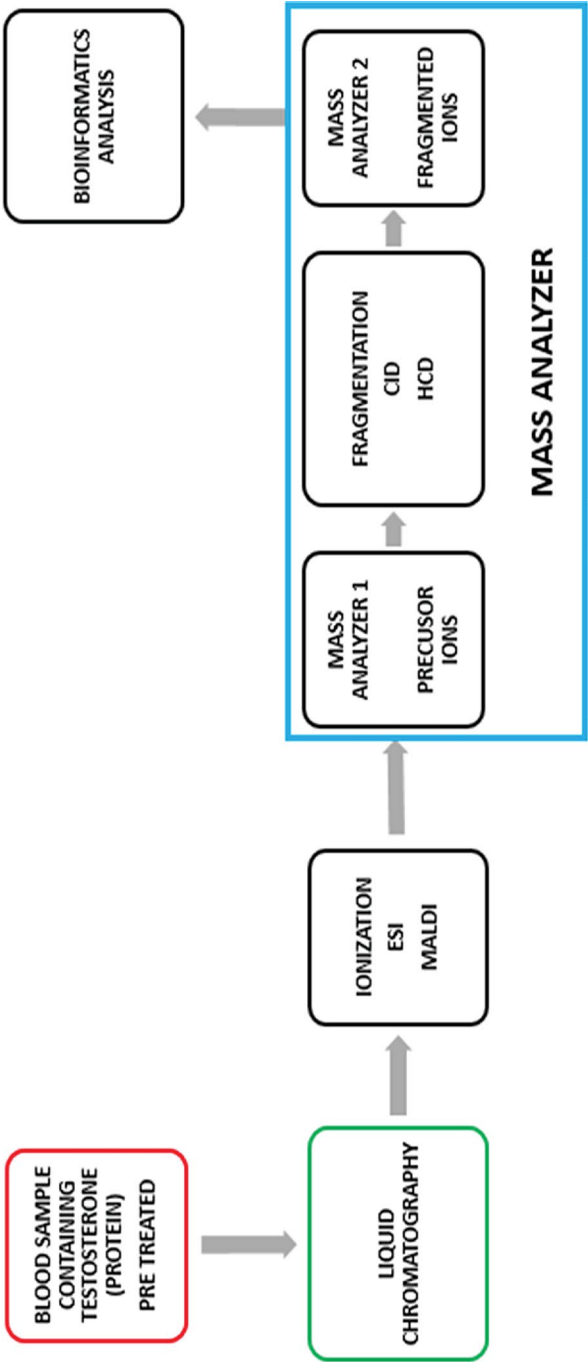 BLOOD SAMPLE
CONTAINING
TESTOSTERONE
(PROTEIN)
PRE TREATED
LIQUID
CHROMATOGRAPHY
IONIZATION
ESI
MALDI
MASS
ANALYZER 1
PRECUSOR
IONS
FRAGMENTATION
CID
HCD
MASS
ANALYZER 2
FRAGMENTED
IONS
MASS ANALYZER
BIOINFORMATICS
ANALYSIS